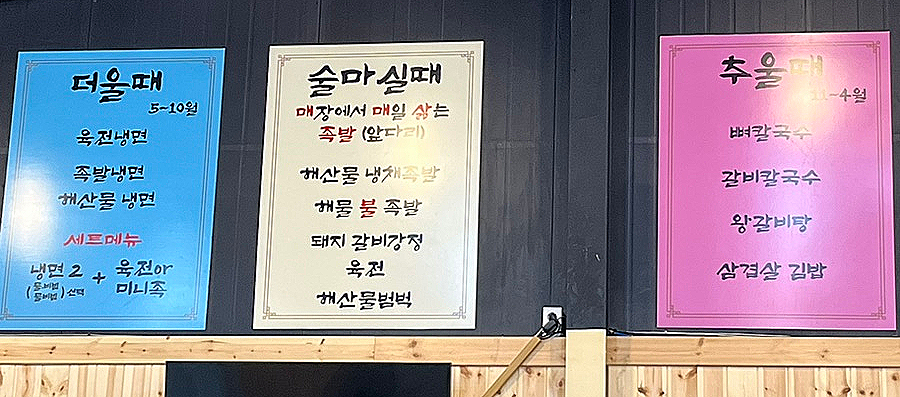 더울때
5~10월
육전냉면
족발냉면
해산물 냉면
세트메뉴
냉면 2 + 육전or
미니족
술마실때
매장에서 매일 삶는
족발 (앞다리)
해산물 냉채족발
해물 불 족발
돼지 갈비강정
육전
해산물범벅
추울때
11~4월
뼈칼국수
갈비칼국수
왕갈비탕
삼겹살 김밥